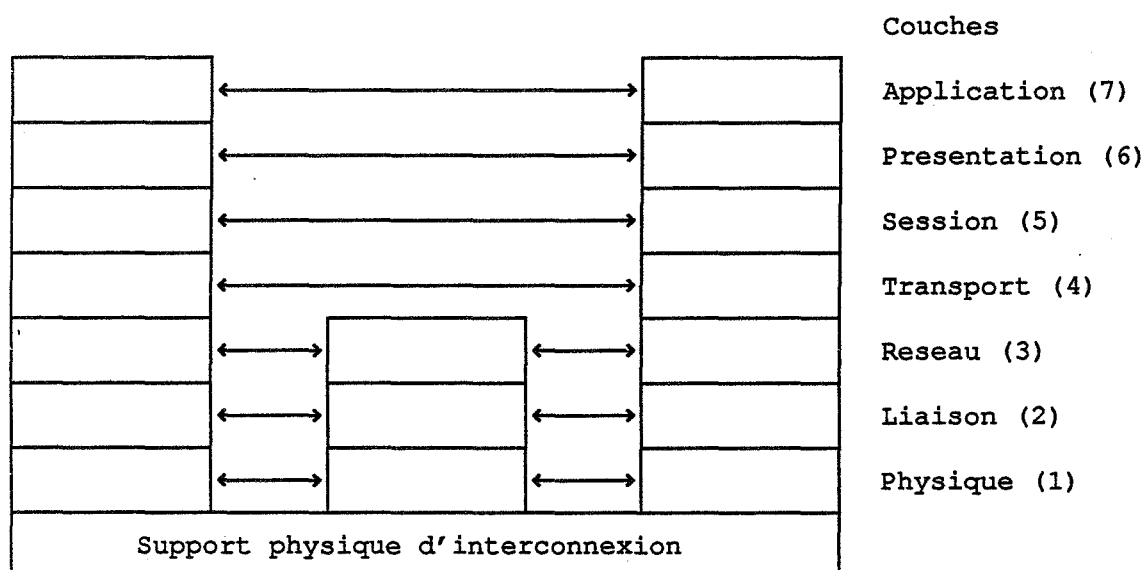 Couches
Application (7)
Presentation (6)
Session (5)
Transport (4)
Reseau (3)
Liaison (2)
Physique (1)
Support physique d'interconnexion